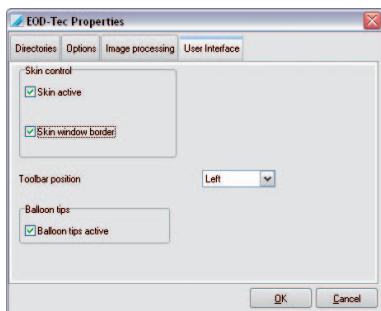 EOD-Tec Properties
Directories Options Image processing User Interface
Skin control
Skin active
Skin window border
Toolbar position Left
Balloon tips
Balloon tips active
OK Cancel